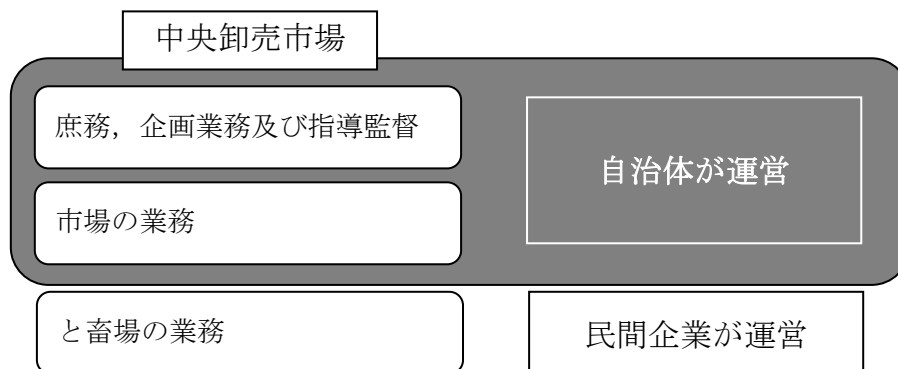 中央卸売市場
庶務，企画業務及び指導監督
自治体が運営
市場の業務
と畜場の業務
民間企業が運営